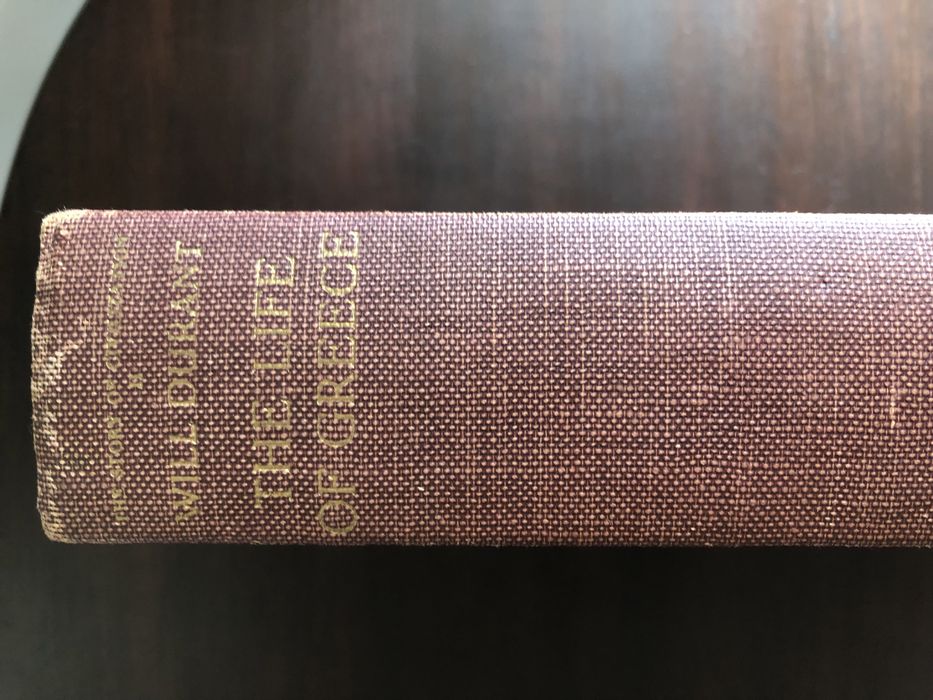 THE STORY OF CIVILIZATION
II
WILL DURANT
THE LIFE
OF GREECE